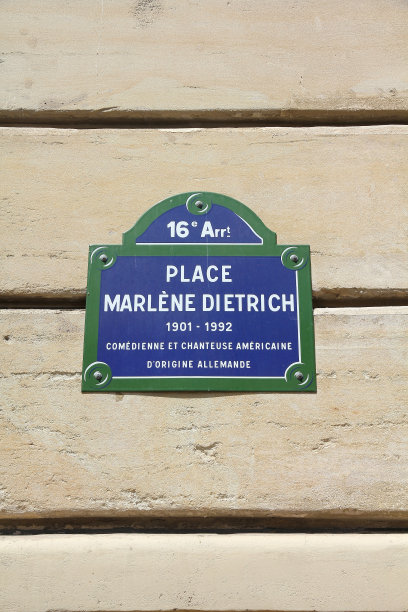 16e Arrt
PLACE
MARLÈNE DIETRICH
1901 - 1992
COMÉDIENNE ET CHANTEUSE AMÉRICAINE
D'ORIGINE ALLEMANDE